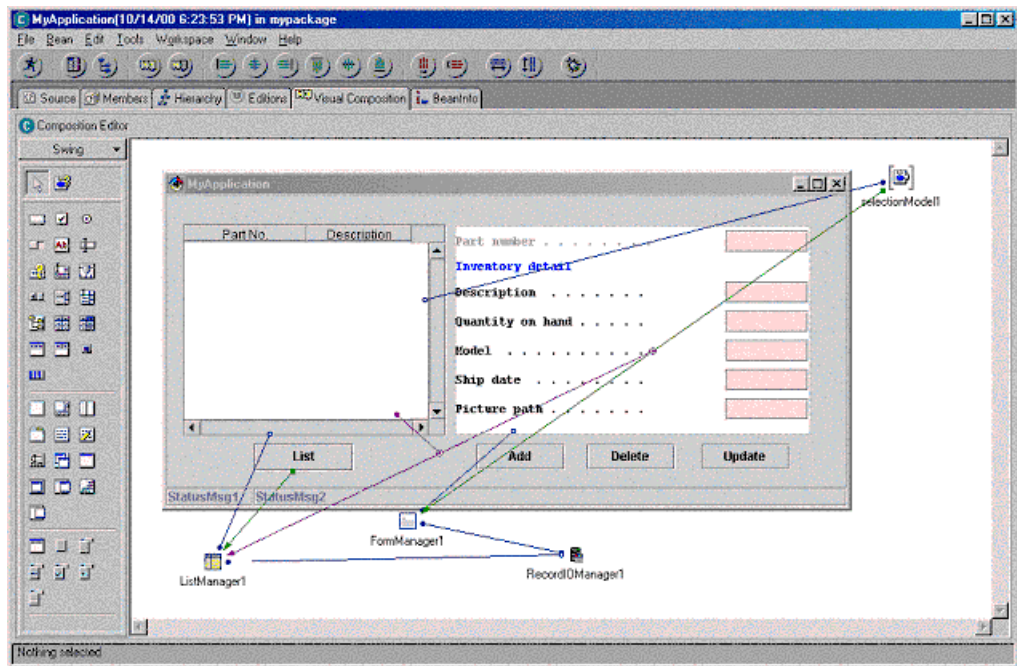 MyApplication(10/14/00 6:23:53 PM) in mypackage
File Bean Edit Tools Workspace Window Help
Source Members Hierarchy Editions Visual Composition BeanInfo
Composition Editor
Swing
MyApplication
selectionModel1
Part No. Description
Part number . . . . . . . .
Inventory detail
Description . . . . . . .
Quantity on hand . . . . .
Model . . . . . . . . . . .
Ship date . . . . . . . .
Picture path . . . . . . .
List Add Delete Update
StatusMsg1 StatusMsg2
FormManager1
ListManager1 RecordIOManager1
Nothing selected